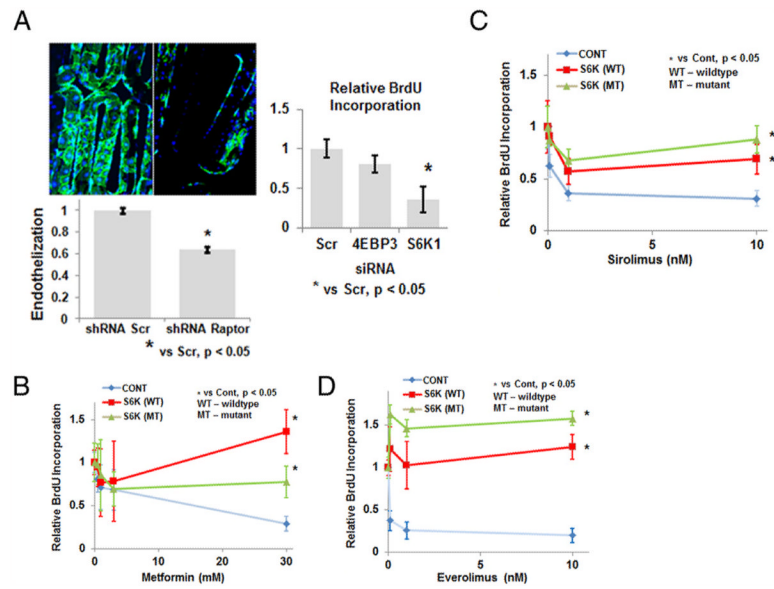 A
Relative BrdU
Incorporation
1.5
1
0.5
0
Scr 4EBP3 S6K1
*
siRNA
* vs Scr, p < 0.05
Endothelization
1
0.8
0.6
0.4
0.2
0
*
shRNA Scr shRNA Raptor
* vs Scr, p < 0.05
C
CONT
S6K (WT)
S6K (MT)
* vs Cont, p < 0.05
WT – wildtype
MT – mutant
Relative BrdU Incorporation
1.5
1
0.5
0
*
*
0 5 10
Sirolimus (nM)
B
CONT
S6K (WT)
S6K (MT)
* vs Cont, p < 0.05
WT – wildtype
MT – mutant
Relative BrdU Incorporation
1.5
1
0.5
0
*
*
0 10 20 30
Metformin (mM)
D
CONT
S6K (WT)
S6K (MT)
* vs Cont, p < 0.05
WT – wildtype
MT – mutant
Relative BrdU Incorporation
1.5
1
0.5
0
*
*
0 5 10
Everolimus (nM)